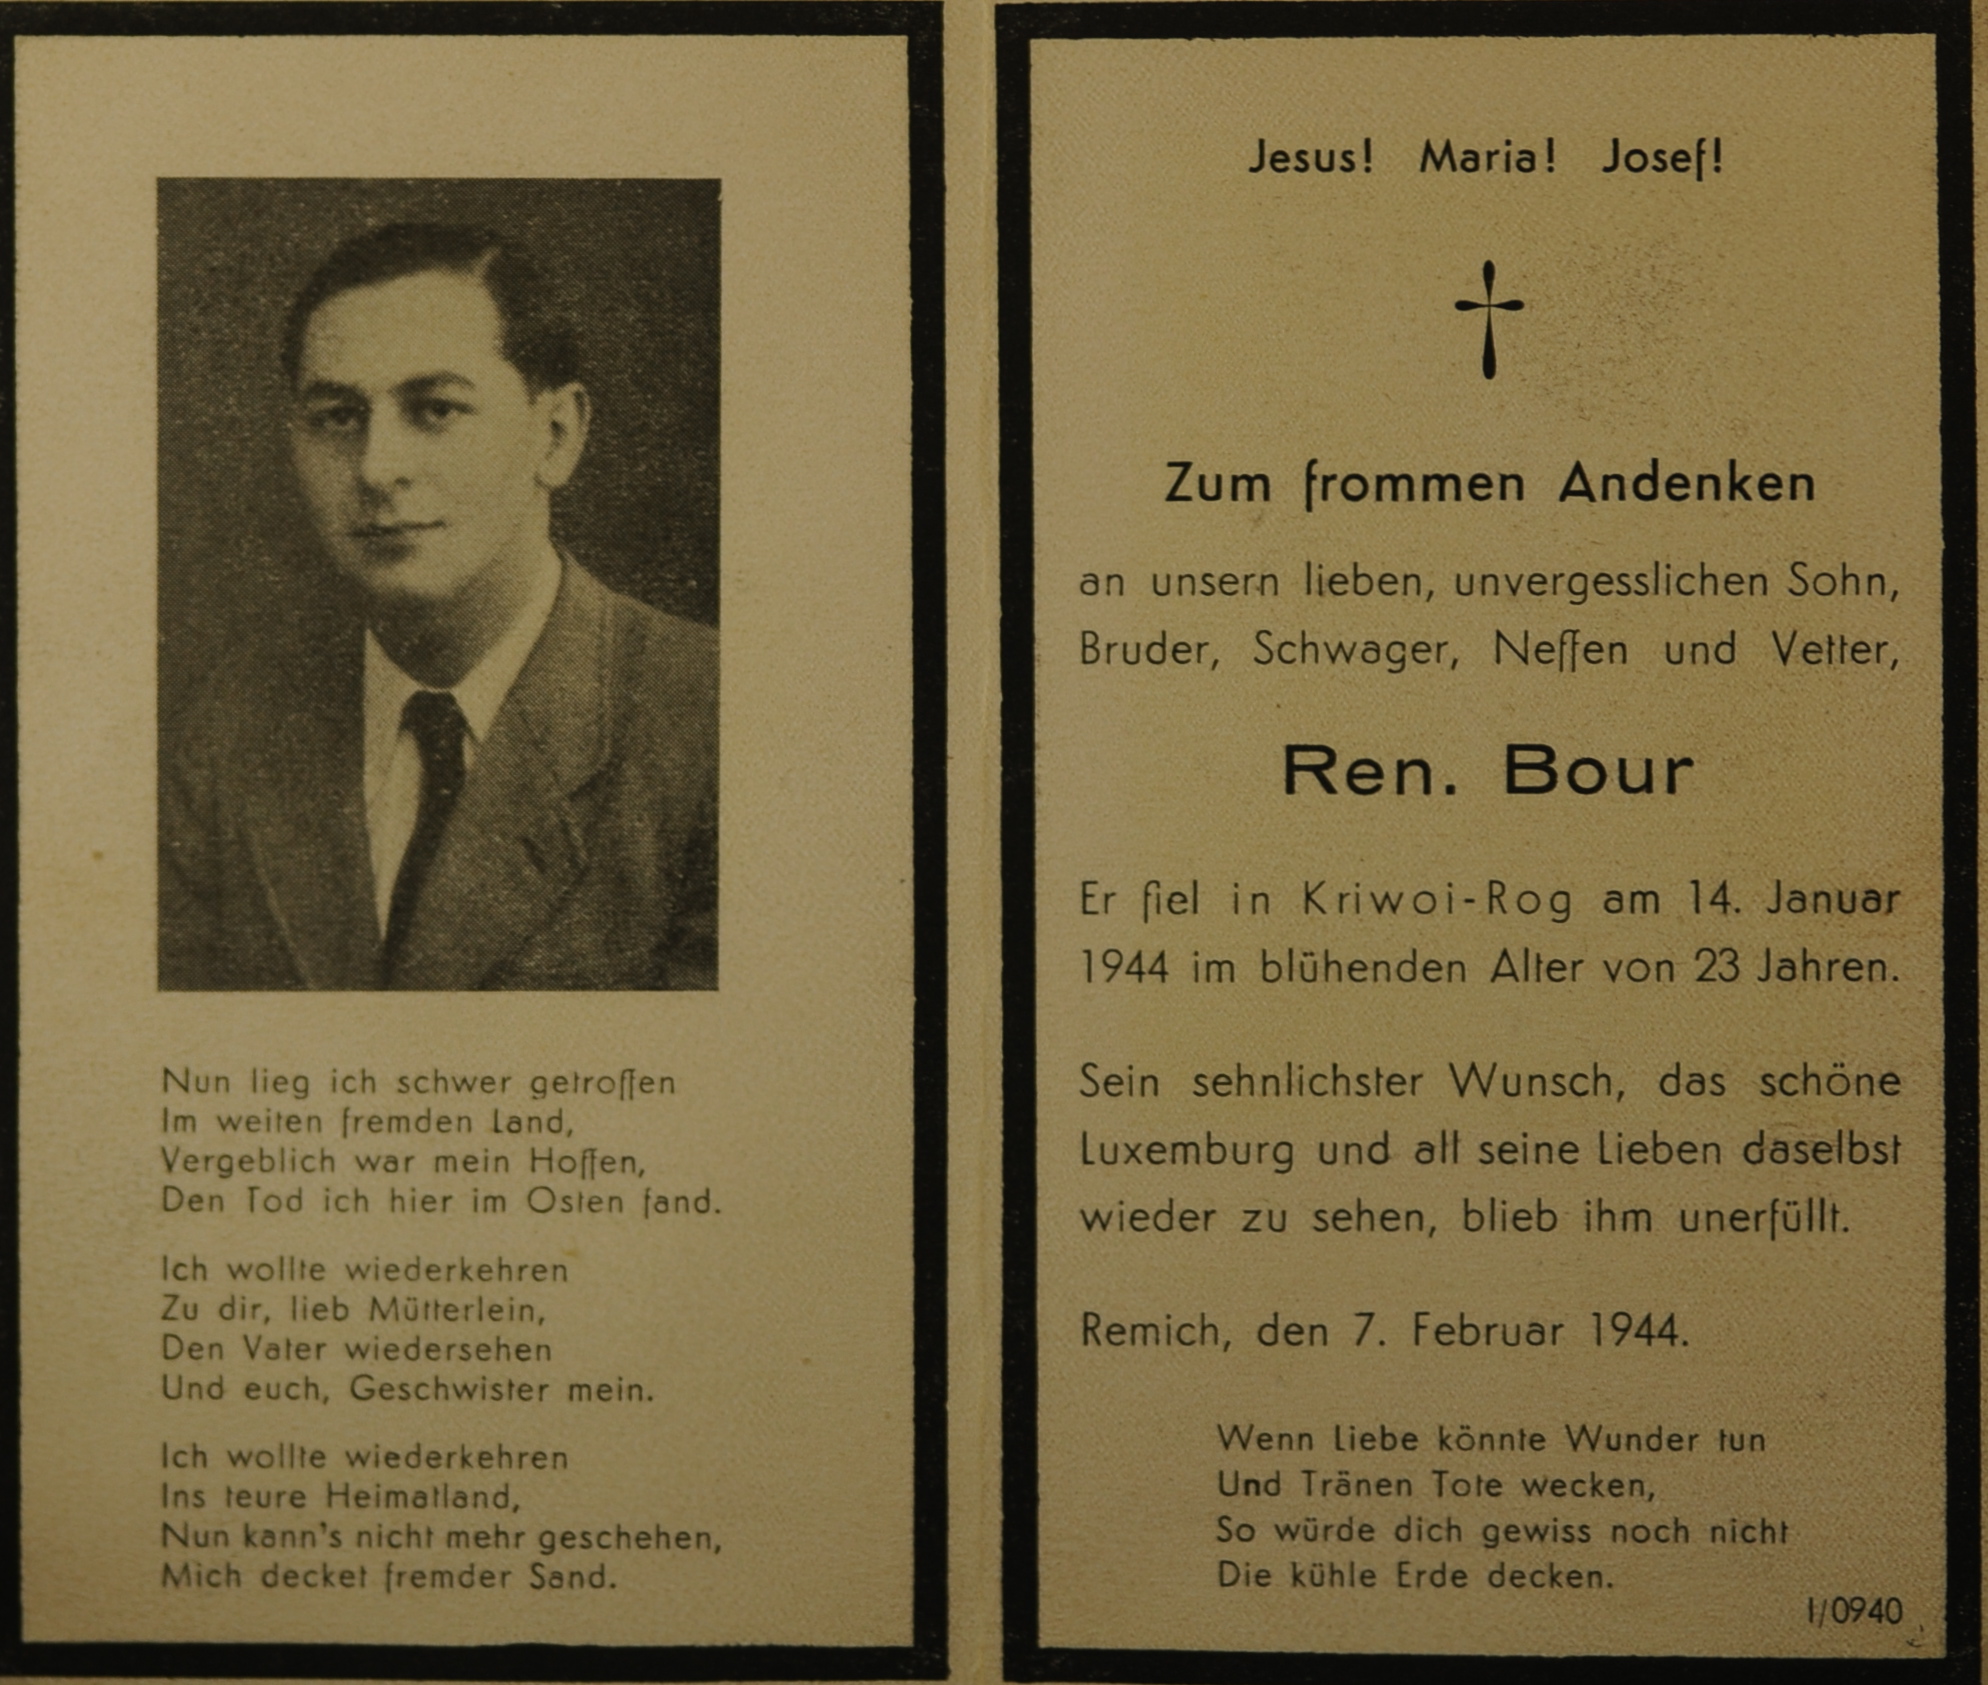 Nun lieg ich schwer getroffen
Im weiten fremden Land,
Vergeblich war mein Hoffen,
Den Tod ich hier im Osten fand.
Ich wollte wiederkehren
Zu dir, lieb Mütterlein,
Den Vater wiedersehen
Und euch, Geschwister mein.
Ich wollte wiederkehren
Ins teure Heimatland,
Nun kann's nicht mehr geschehen,
Mich decket fremder Sand.
Jesus! Maria! Josef!
Zum frommen Andenken
an unsern lieben, unvergesslichen Sohn,
Bruder, Schwager, Neffen und Vetter,
Ren. Bour
Er fiel in Kriwoi-Rog am 14. Januar
1944 im blühenden Alter von 23 Jahren.
Sein sehnlichster Wunsch, das schöne
Luxemburg und all seine Lieben daselbst
wieder zu sehen, blieb ihm unerfüllt.
Remich, den 7. Februar 1944.
Wenn Liebe könnte Wunder tun
Und Tränen Tote wecken,
So würde dich gewiss noch nicht
Die kühle Erde decken.
I/0940